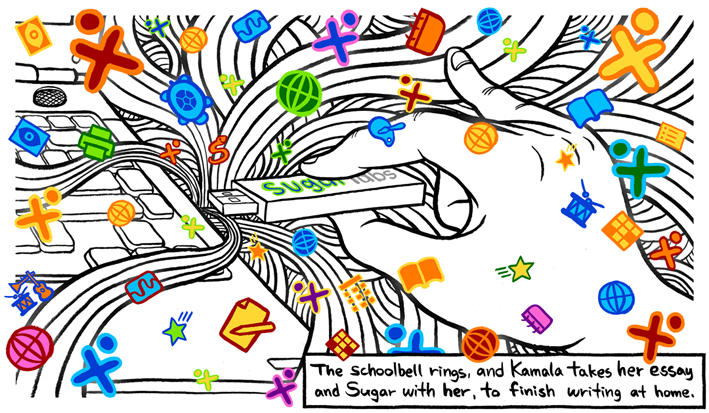 sugar labs
The schoolbell rings, and Kamala takes her essay
and Sugar with her, to finish writing at home.